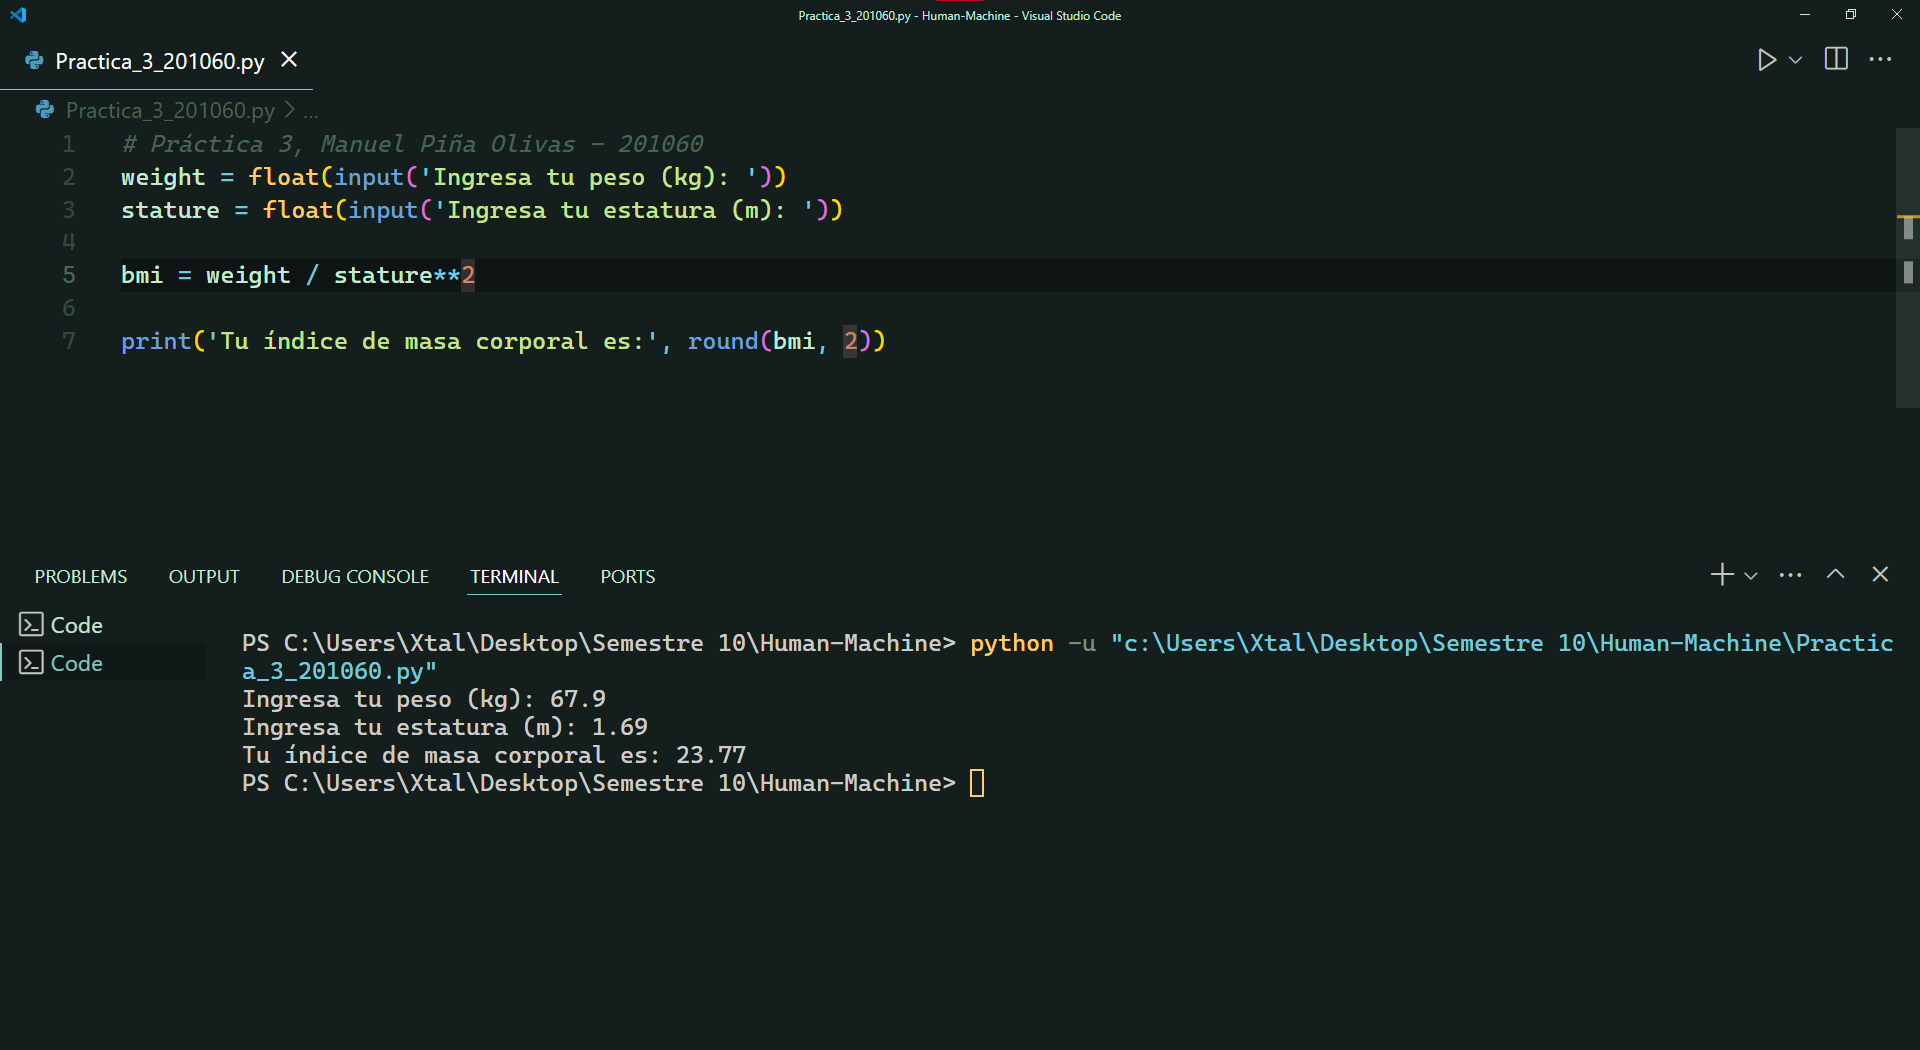 Practica_3_201060.py - Human-Machine - Visual Studio Code
Practica_3_201060.py
Practica_3_201060.py > ...
1 # Práctica 3, Manuel Piña Olivas - 201060
2 weight = float(input('Ingresa tu peso (kg): '))
3 stature = float(input('Ingresa tu estatura (m): '))
4
5 bmi = weight / stature**2
6
7 print('Tu índice de masa corporal es:', round(bmi, 2))
PROBLEMS OUTPUT DEBUG CONSOLE TERMINAL PORTS
Code
Code
PS C:\Users\Xtal\Desktop\Semestre 10\Human-Machine> python -u "c:\Users\Xtal\Desktop\Semestre 10\Human-Machine\Practic
a_3_201060.py"
Ingresa tu peso (kg): 67.9
Ingresa tu estatura (m): 1.69
Tu índice de masa corporal es: 23.77
PS C:\Users\Xtal\Desktop\Semestre 10\Human-Machine>